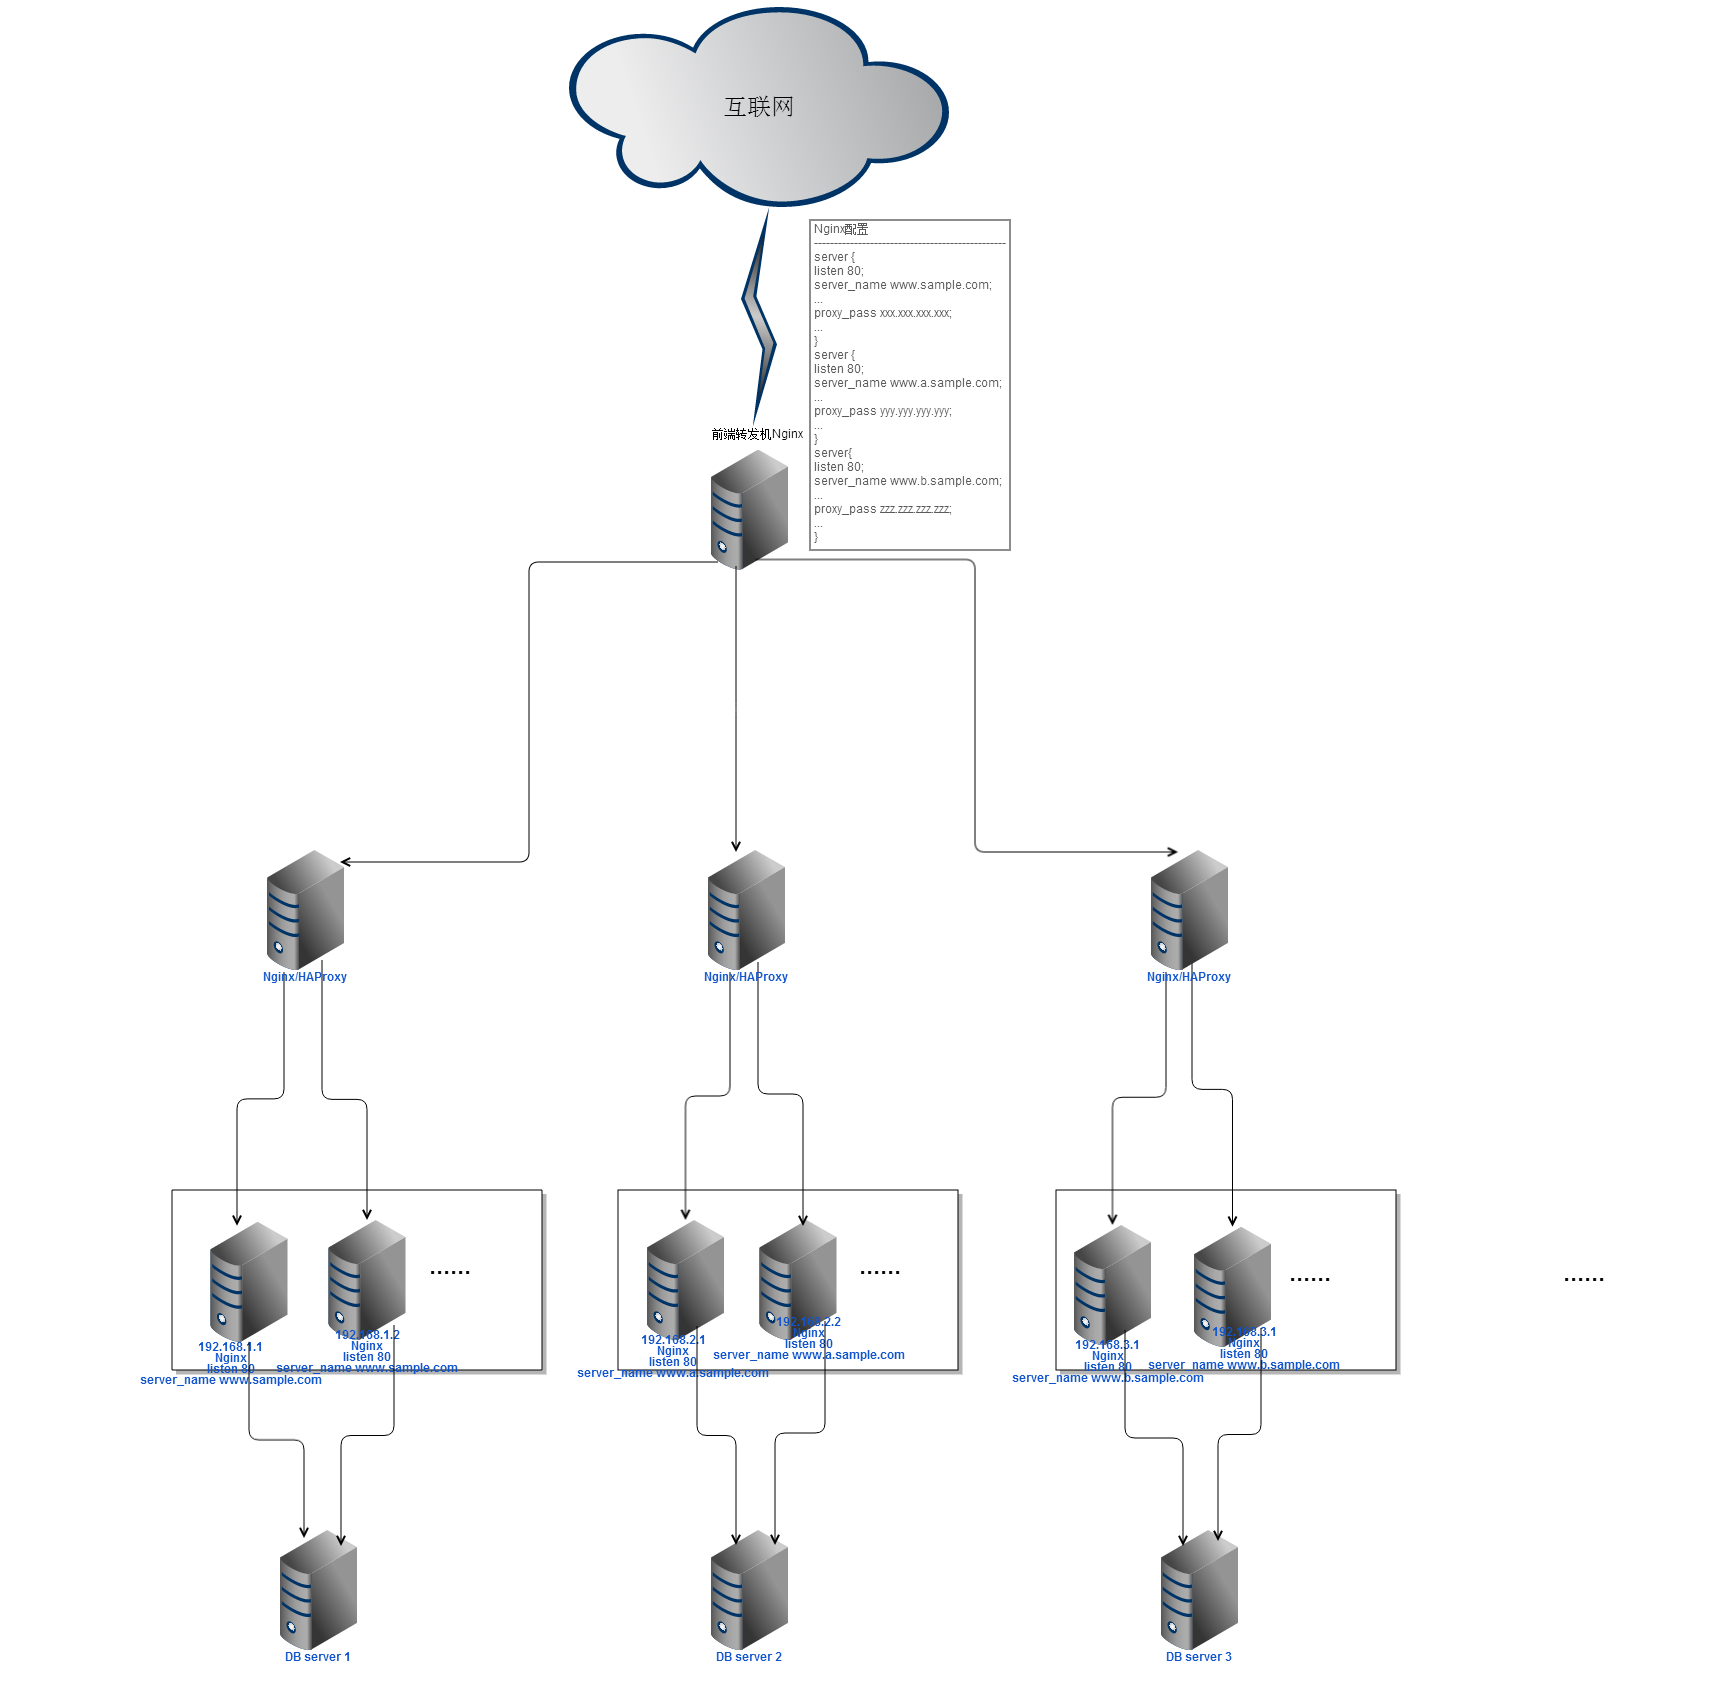 互联网
Nginx配置
------------------------------------------------
server {
listen 80;
server_name www.sample.com;
...
proxy_pass xxx.xxx.xxx.xxx;
...
}
server {
listen 80;
server_name www.a.sample.com;
...
proxy_pass yyy.yyy.yyy.yyy;
...
}
server{
listen 80;
server_name www.b.sample.com;
...
proxy_pass zzz.zzz.zzz.zzz;
...
}
前端转发机Nginx
Nginx/HAProxy
Nginx/HAProxy
Nginx/HAProxy
192.168.1.1
Nginx
listen 80
server_name www.sample.com
192.168.1.2
Nginx
listen 80
server_name www.sample.com
......
192.168.2.1
Nginx
listen 80
server_name www.a.sample.com
192.168.2.2
Nginx
listen 80
server_name www.a.sample.com
......
192.168.3.1
Nginx
listen 80
server_name www.b.sample.com
192.168.3.1
Nginx
listen 80
server_name www.b.sample.com
......
......
DB server 1
DB server 2
DB server 3